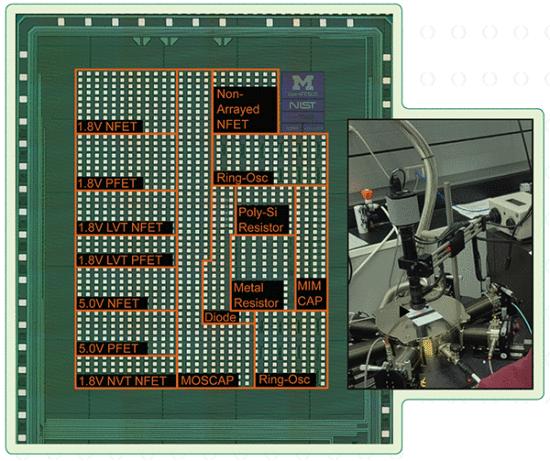 1.8V NFET
1.8V PFET
1.8V LVT NFET
1.8V LVT PFET
5.0V NFET
5.0V PFET
1.8V NVT NFET
MOSCAP
Non-
Arrayed
NFET
M
NIST
Ring-Osc
Poly-Si
Resistor
Metal
Resistor
MIM
CAP
Diode
Ring-Osc